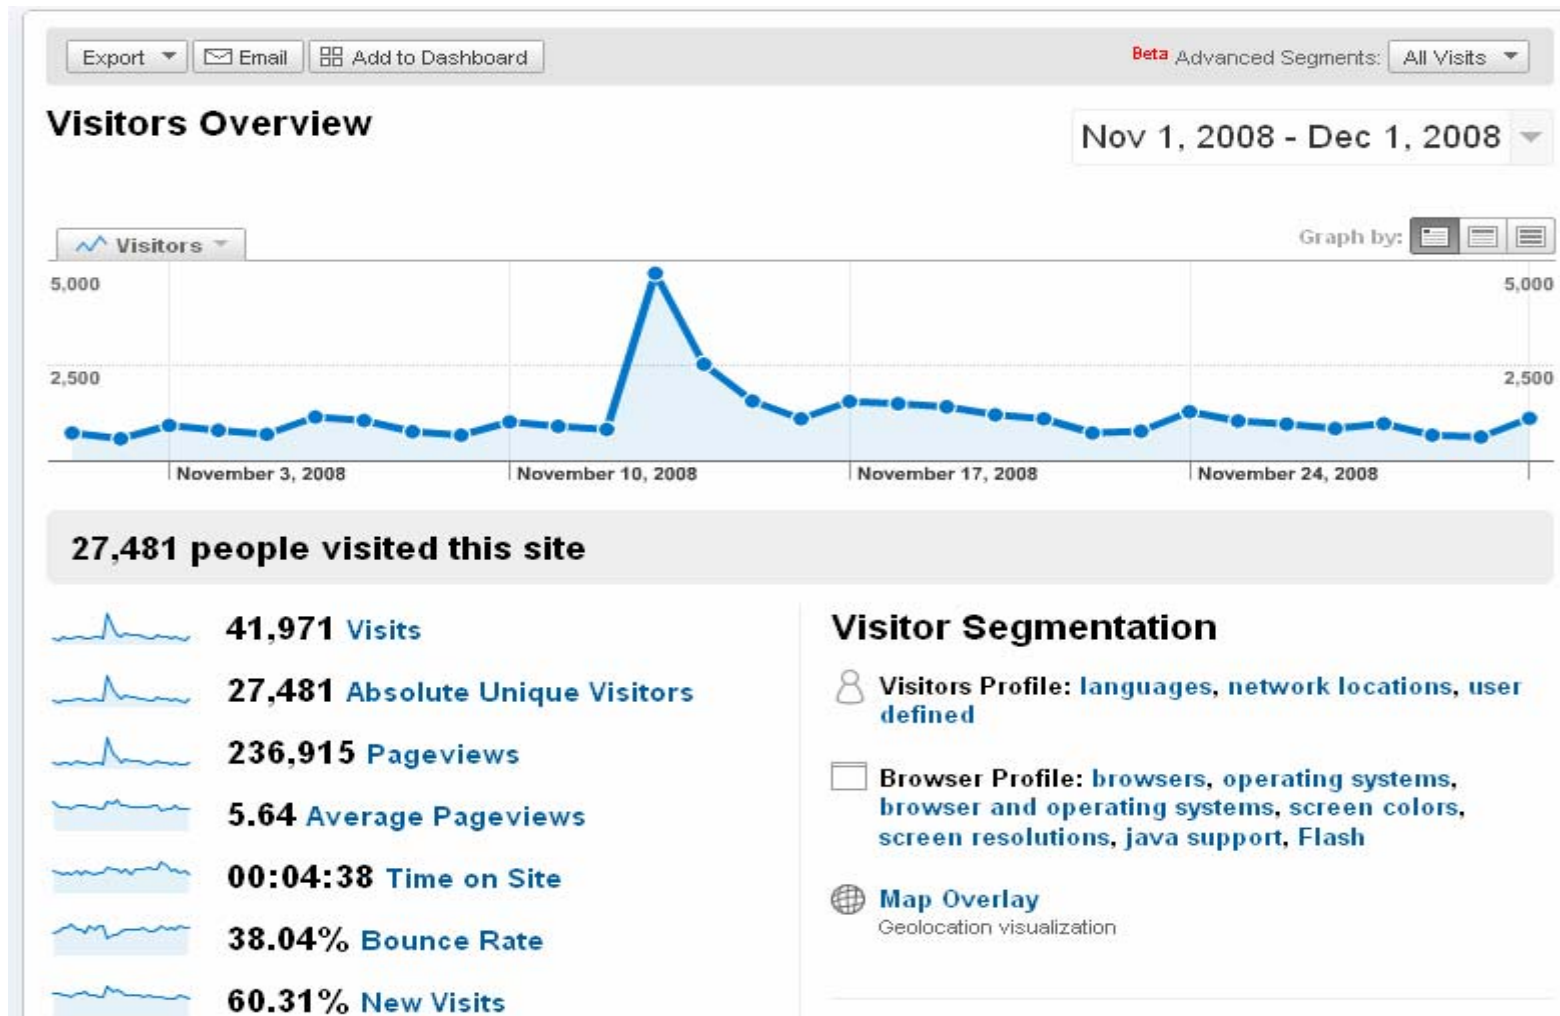 Export Email Add to Dashboard Beta Advanced Segments: All Visits
Visitors Overview
Nov 1, 2008 - Dec 1, 2008
Visitors Graph by:
5,000 5,000
2,500 2,500
November 3, 2008 November 10, 2008 November 17, 2008 November 24, 2008
27,481 people visited this site
41,971 Visits
27,481 Absolute Unique Visitors
236,915 Pageviews
5.64 Average Pageviews
00:04:38 Time on Site
38.04% Bounce Rate
60.31% New Visits
Visitor Segmentation
Visitors Profile: languages, network locations, user
defined
Browser Profile: browsers, operating systems,
browser and operating systems, screen colors,
screen resolutions, java support, Flash
Map Overlay
Geolocation visualization